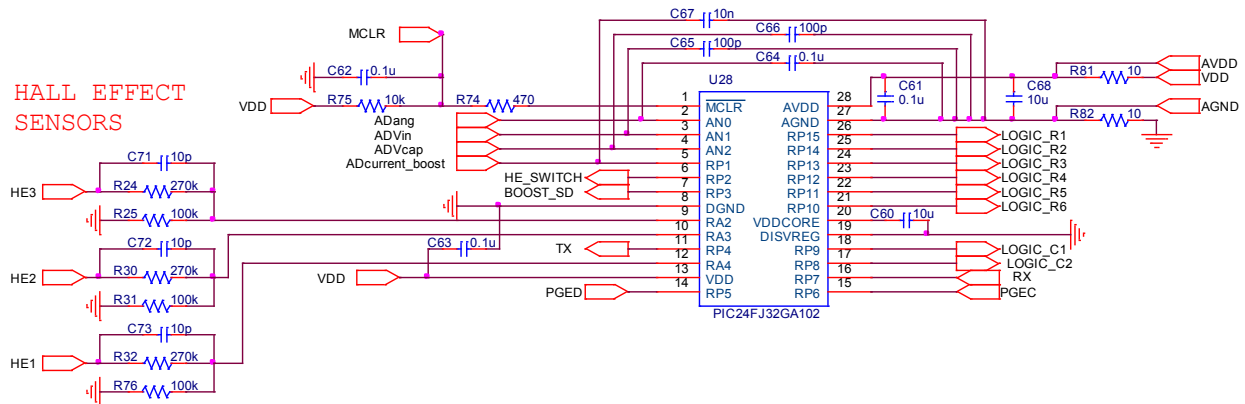 C67 10n
C66 100p
MCLR
C65 100p
C64 0.1u
C62 0.1u
U28
HALL EFFECT
SENSORS
VDD R75 10k R74 470
C61
0.1u
C68
10u
R81 10
AVDD
VDD
R82 10
AGND
ADang
ADVin
ADVcap
ADcurrent_boost
HE_SWITCH
BOOST_SD
TX
VDD
PGED
C63 0.1u
1 MCLR
2 AN0
3 AN1
4 AN2
5 RP1
6 RP2
7 RP3
8 DGND
9 RA2
10 RA3
11 RP4
12 RA4
13 VDD
14 RP5
28 AVDD
27 AGND
26 RP15
25 RP14
24 RP13
23 RP12
22 RP11
21 RP10
20 VDDCORE
19 DISVREG
18 RP9
17 RP8
16 RP7
15 RP6
PIC24FJ32GA102
C60 10u
LOGIC_R1
LOGIC_R2
LOGIC_R3
LOGIC_R4
LOGIC_R5
LOGIC_R6
LOGIC_C1
LOGIC_C2
RX
PGEC
C71 10p
HE3 R24 270k
R25 100k
C72 10p
HE2 R30 270k
R31 100k
C73 10p
HE1 R32 270k
R76 100k